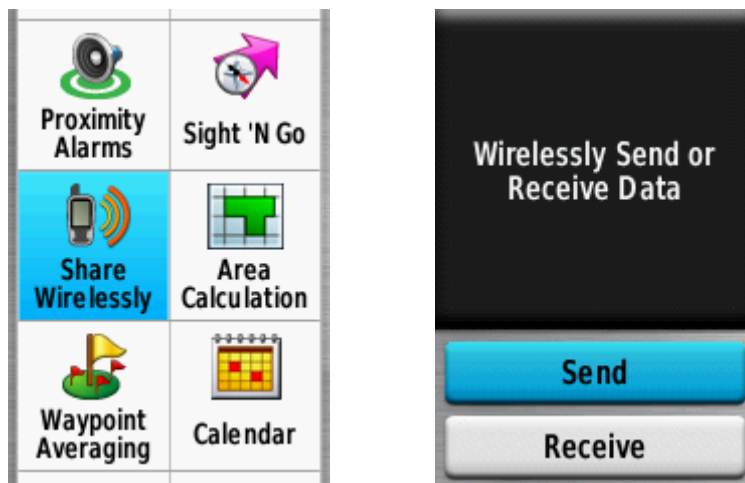 Proximity
Alarms
Sight 'N Go
Share
Wirelessly
Area
Calculation
Waypoint
Averaging
Calendar
Wirelessly Send or
Receive Data
Send
Receive